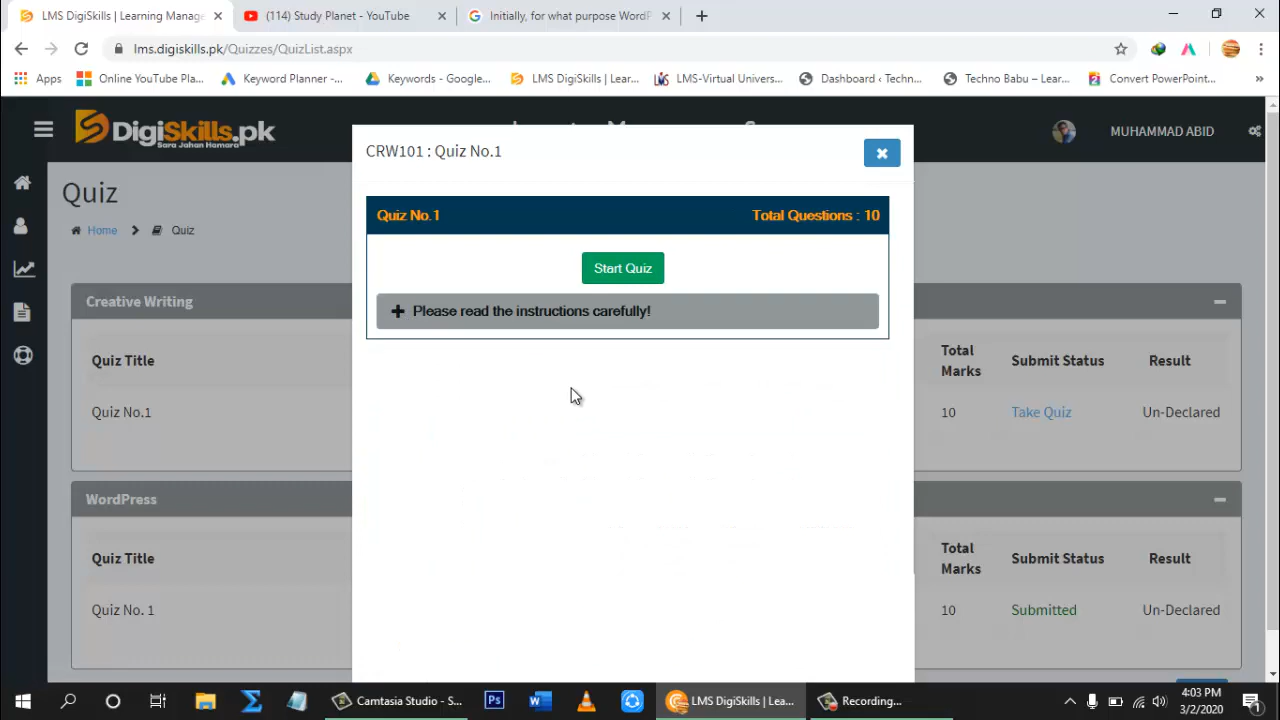 LMS DigiSkills | Learning Manage
(114) Study Planet - YouTube
Initially, for what purpose WordP
lms.digiskills.pk/Quizzes/QuizList.aspx
Apps
Online YouTube Pla...
Keyword Planner -...
Keywords - Google...
LMS DigiSkills | Lear...
LMS-Virtual Univers...
Dashboard ‹ Techn...
Techno Babu – Lear...
Convert PowerPoint...
DigiSkills.pk
Sara Jahan Hamara
MUHAMMAD ABID
CRW101 : Quiz No.1
Quiz
Home
Quiz
Quiz No.1
Total Questions : 10
Start Quiz
Please read the instructions carefully!
Creative Writing
Quiz Title
Total Marks
Submit Status
Result
Quiz No.1
10
Take Quiz
Un-Declared
WordPress
Quiz Title
Total Marks
Submit Status
Result
Quiz No. 1
10
Submitted
Un-Declared
Camtasia Studio - S...
Ps
LMS DigiSkills | Lea...
Recording...
4:03 PM
3/2/2020
1